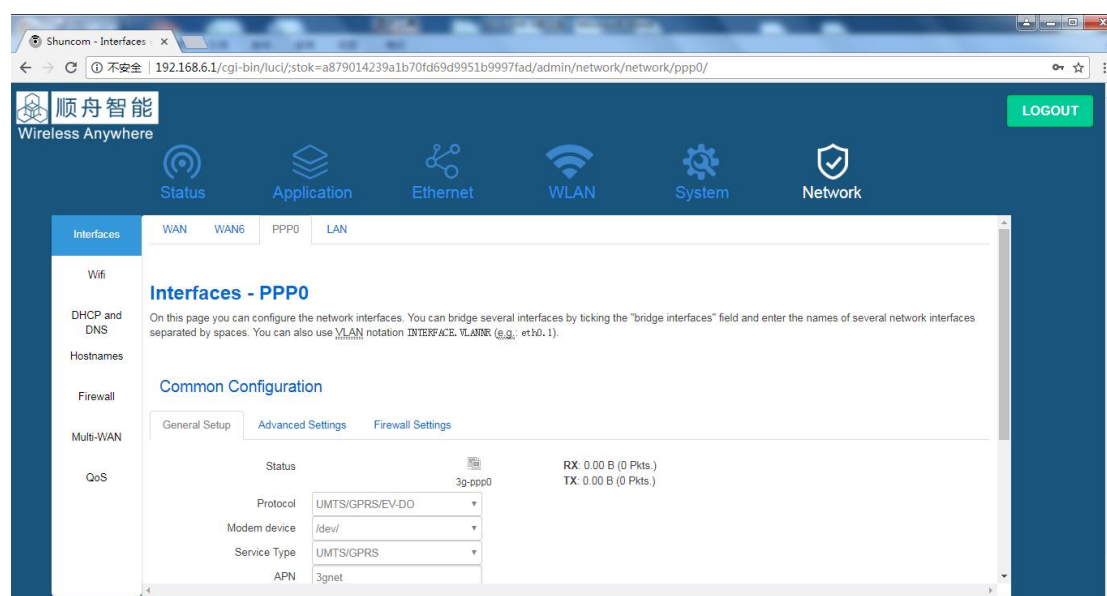 Shuncom - Interfaces -
不安全 | 192.168.6.1/cgi-bin/luci/;stok=a879014239a1b70fd69d9951b9997fad/admin/network/network/ppp0/
顺舟智能
Wireless Anywhere
LOGOUT
Status Application Ethernet WLAN System Network
Interfaces
Wifi
DHCP and
DNS
Hostnames
Firewall
Multi-WAN
QoS
WAN WAN6 PPP0 LAN
Interfaces - PPP0
On this page you can configure the network interfaces. You can bridge several interfaces by ticking the "bridge interfaces" field and enter the names of several network interfaces
separated by spaces. You can also use VLAN notation INTERFACE.VLANNR (e.g.: eth0.1).
Common Configuration
General Setup Advanced Settings Firewall Settings
Status
3g-ppp0
RX: 0.00 B (0 Pkts.)
TX: 0.00 B (0 Pkts.)
Protocol UMTS/GPRS/EV-DO
Modem device /dev/
Service Type UMTS/GPRS
APN 3gnet